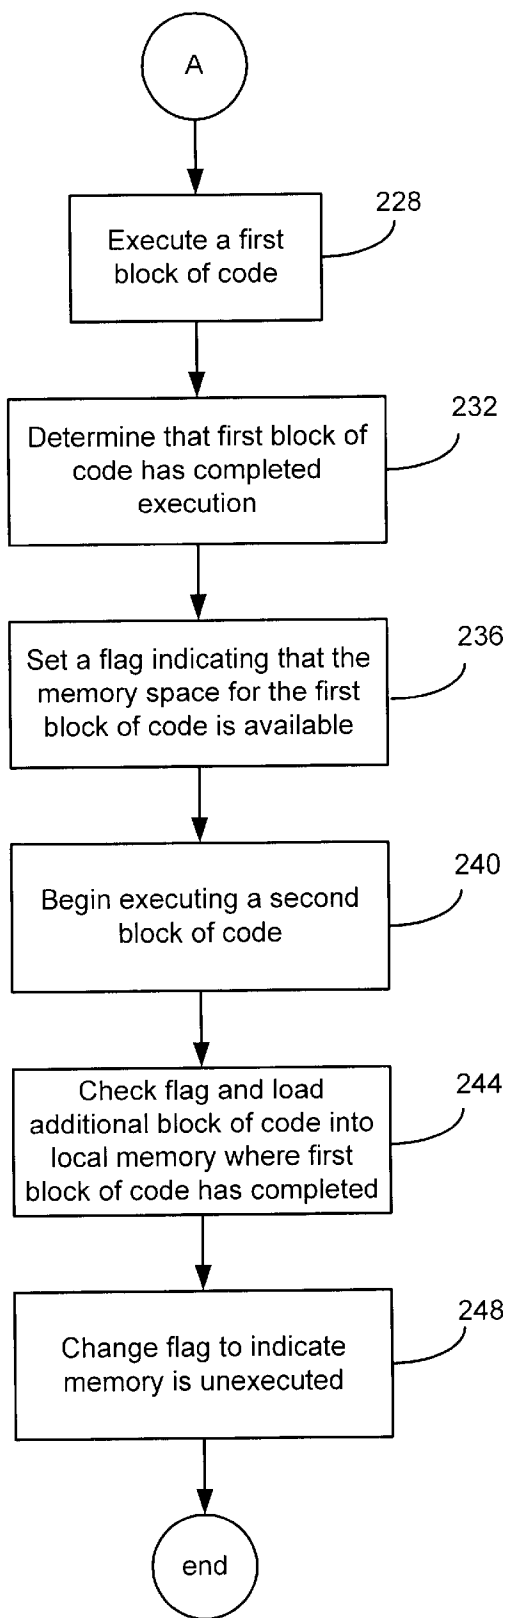 A
228
Execute a first
block of code
232
Determine that first block of
code has completed
execution
236
Set a flag indicating that the
memory space for the first
block of code is available
240
Begin executing a second
block of code
244
Check flag and load
additional block of code into
local memory where first
block of code has completed
248
Change flag to indicate
memory is unexecuted
end